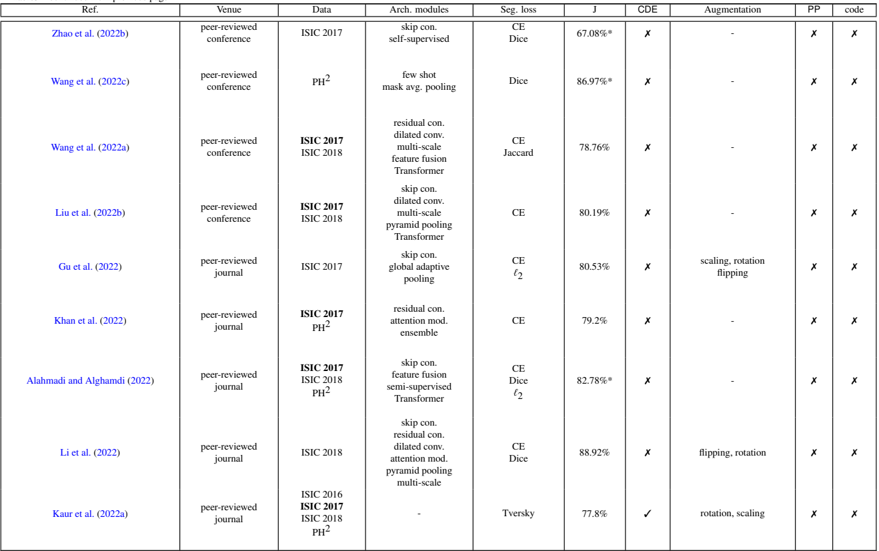 Ref. Venue Data Arch. modules Seg. loss J CDE Augmentation PP code
Zhao et al. (2022b) peer-reviewed conference ISIC 2017 skip con. self-supervised CE Dice 67.08%* ✗ - ✗ ✗
Wang et al. (2022c) peer-reviewed conference PH2 few shot mask avg. pooling Dice 86.97%* ✗ - ✗ ✗
Wang et al. (2022a) peer-reviewed conference ISIC 2017 ISIC 2018 residual con. dilated conv. multi-scale feature fusion Transformer CE Jaccard 78.76% ✗ - ✗ ✗
Liu et al. (2022b) peer-reviewed conference ISIC 2017 ISIC 2018 skip con. dilated conv. multi-scale pyramid pooling Transformer CE 80.19% ✗ - ✗ ✗
Gu et al. (2022) peer-reviewed journal ISIC 2017 skip con. global adaptive pooling CE ℓ2 80.53% ✗ scaling, rotation flipping ✗ ✗
Khan et al. (2022) peer-reviewed journal ISIC 2017 PH2 residual con. attention mod. ensemble CE 79.2% ✗ - ✗ ✗
Alahmadi and Alghamdi (2022) peer-reviewed journal ISIC 2017 ISIC 2018 PH2 skip con. feature fusion semi-supervised Transformer CE Dice ℓ2 82.78%* ✗ - ✗ ✗
Li et al. (2022) peer-reviewed journal ISIC 2018 skip con. residual con. dilated conv. attention mod. pyramid pooling multi-scale CE Dice 88.92% ✗ flipping, rotation ✗ ✗
Kaur et al. (2022a) peer-reviewed journal ISIC 2016 ISIC 2017 ISIC 2018 PH2 - Tversky 77.8% ✓ rotation, scaling ✗ ✗